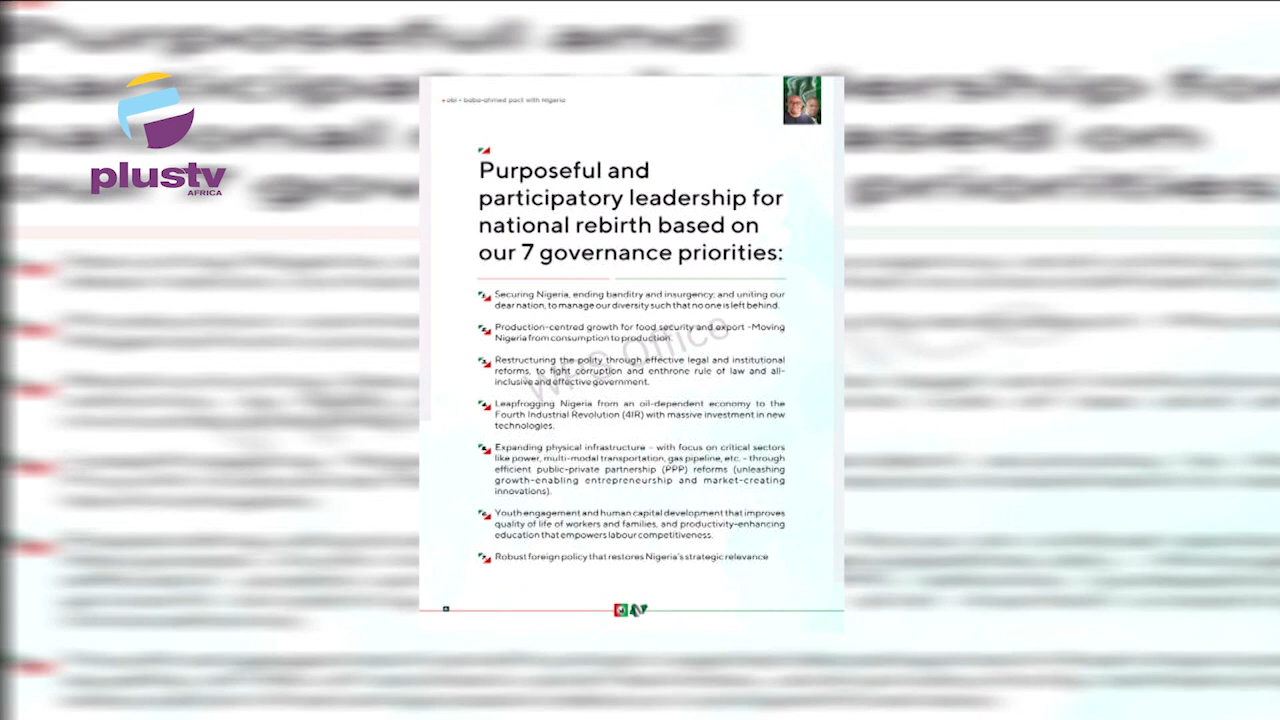 plustv
AFRICA
obi • baba-ahmed pact with Nigeria
Purposeful and
participatory leadership for
national rebirth based on
our 7 governance priorities:
Securing Nigeria, ending banditry and insurgency; and uniting our
dear nation, to manage our diversity such that no one is left behind.
Production-centred growth for food security and export -Moving
Nigeria from consumption to production.
Restructuring the polity through effective legal and institutional
reforms, to fight corruption and enthrone rule of law and all-
inclusive and effective government.
Leapfrogging Nigeria from an oil-dependent economy to the
Fourth Industrial Revolution (4IR) with massive investment in new
technologies.
Expanding physical infrastructure - with focus on critical sectors
like power, multi-modal transportation, gas pipeline, etc. - through
efficient public-private partnership (PPP) reforms (unleashing
growth-enabling entrepreneurship and market-creating
innovations).
Youth engagement and human capital development that improves
quality of life of workers and families, and productivity-enhancing
education that empowers labour competitiveness.
Robust foreign policy that restores Nigeria's strategic relevance
WPS Office